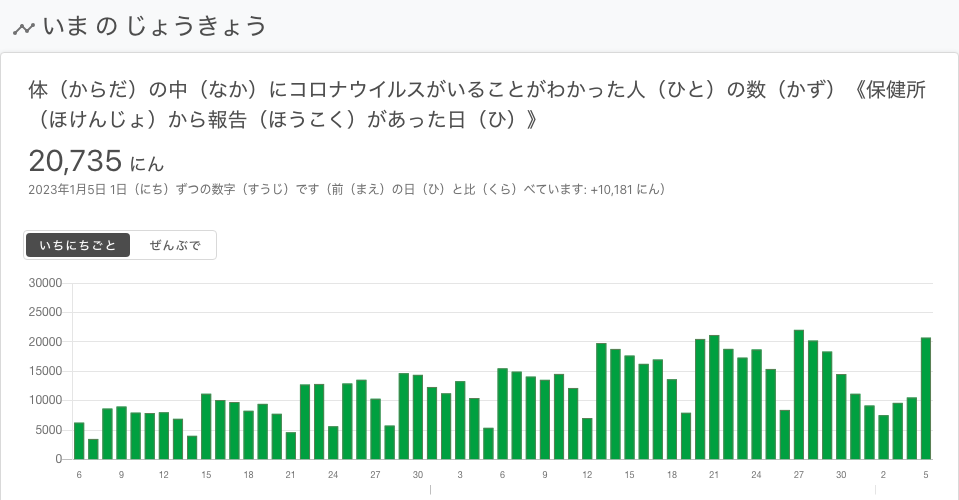 いま の じょうきょう
体（からだ）の中（なか）にコロナウイルスがいることがわかった人（ひと）の数（かず）《保健所
（ほけんじょ）から報告（ほうこく）があった日（ひ）》
20,735 にん
2023年1月5日 1日（にち）ずつの数字（すうじ）です（前（まえ）の日（ひ）と比（くら）べています: +10,181 にん）
いちにちごと ぜんぶで
30000
25000
20000
15000
10000
5000
0
6 9 12 15 18 21 24 27 30 3 6 9 12 15 18 21 24 27 30 2 5